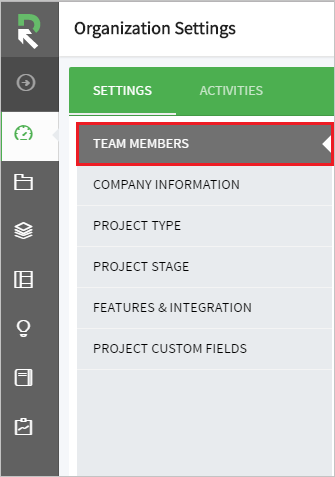 Organization Settings
SETTINGS ACTIVITIES
TEAM MEMBERS
COMPANY INFORMATION
PROJECT TYPE
PROJECT STAGE
FEATURES & INTEGRATION
PROJECT CUSTOM FIELDS